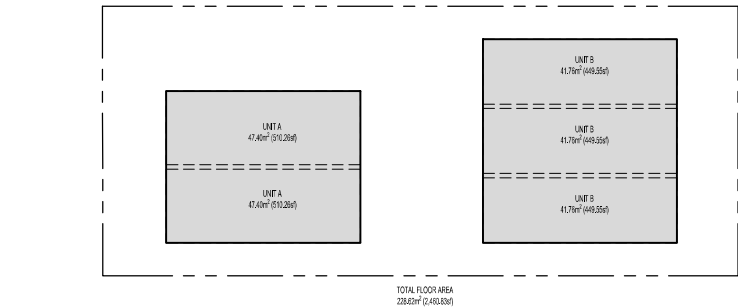 UNIT A
47.40m² (510.26sf)
UNIT A
47.40m² (510.26sf)
UNIT B
41.76m² (449.55sf)
UNIT B
41.76m² (449.55sf)
UNIT B
41.76m² (449.55sf)
TOTAL FLOOR AREA
228.62m² (2,460.83sf)